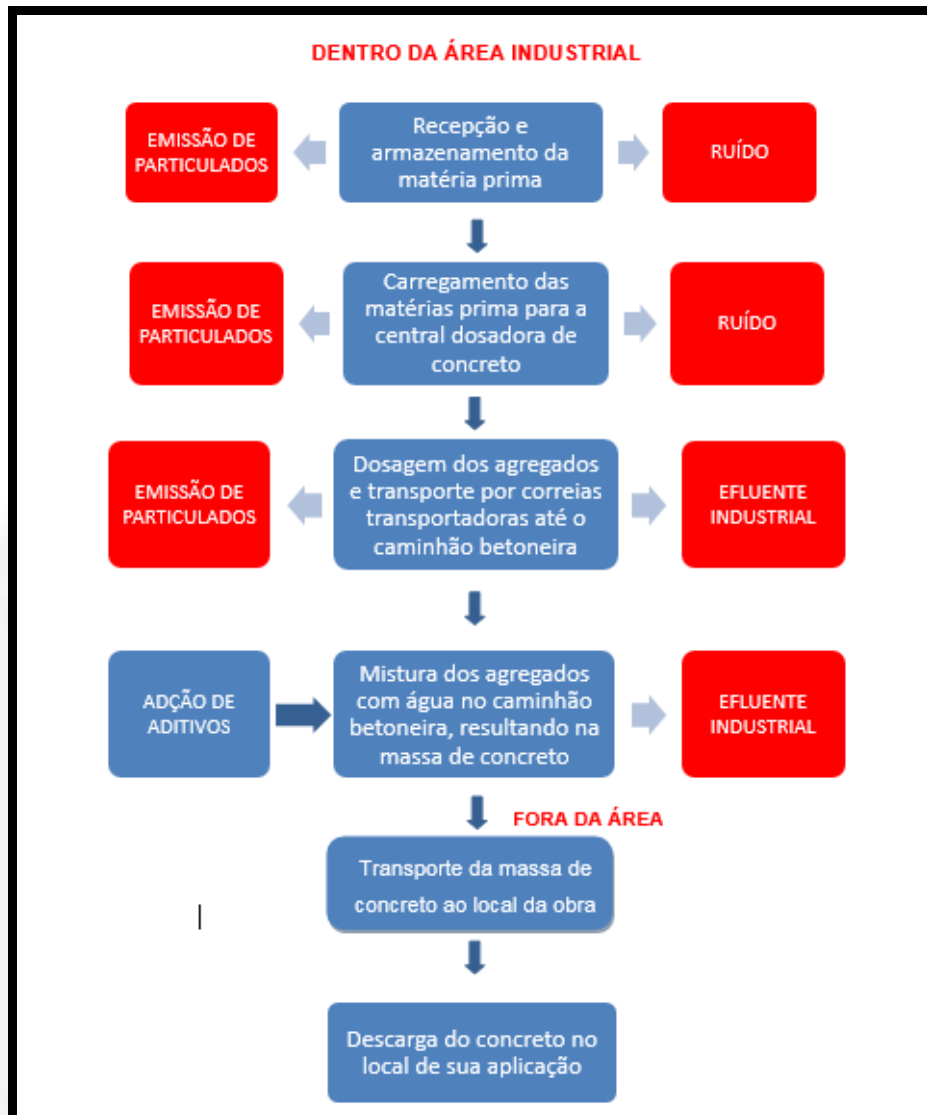 DENTRO DA ÁREA INDUSTRIAL
EMISSÃO DE
PARTICULADOS
Recepção e
armazenamento da
matéria prima
RUÍDO
EMISSÃO DE
PARTICULADOS
Carregamento das
matérias prima para a
central dosadora de
concreto
RUÍDO
EMISSÃO DE
PARTICULADOS
Dosagem dos agregados
e transporte por correias
transportadoras até o
caminhão betoneira
EFLUENTE
INDUSTRIAL
ADÇÃO DE
ADITIVOS
Mistura dos agregados
com água no caminhão
betoneira, resultando na
massa de concreto
EFLUENTE
INDUSTRIAL
FORA DA ÁREA
Transporte da massa de
concreto ao local da obra
Descarga do concreto no
local de sua aplicação